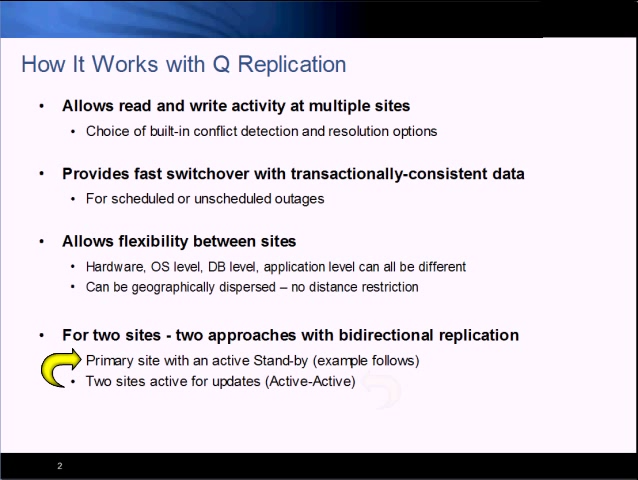 How It Works with Q Replication
• Allows read and write activity at multiple sites
• Choice of built-in conflict detection and resolution options
• Provides fast switchover with transactionally-consistent data
• For scheduled or unscheduled outages
• Allows flexibility between sites
• Hardware, OS level, DB level, application level can all be different
• Can be geographically dispersed – no distance restriction
• For two sites - two approaches with bidirectional replication
Primary site with an active Stand-by (example follows)
• Two sites active for updates (Active-Active)
2